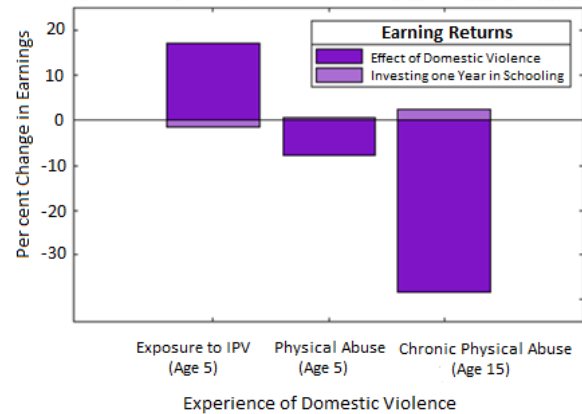 Earning Returns
Effect of Domestic Violence
Investing one Year in Schooling
20
10
0
-10
-20
-30
Per cent Change in Earnings
Exposure to IPV
(Age 5)
Physical Abuse
(Age 5)
Chronic Physical Abuse
(Age 15)
Experience of Domestic Violence